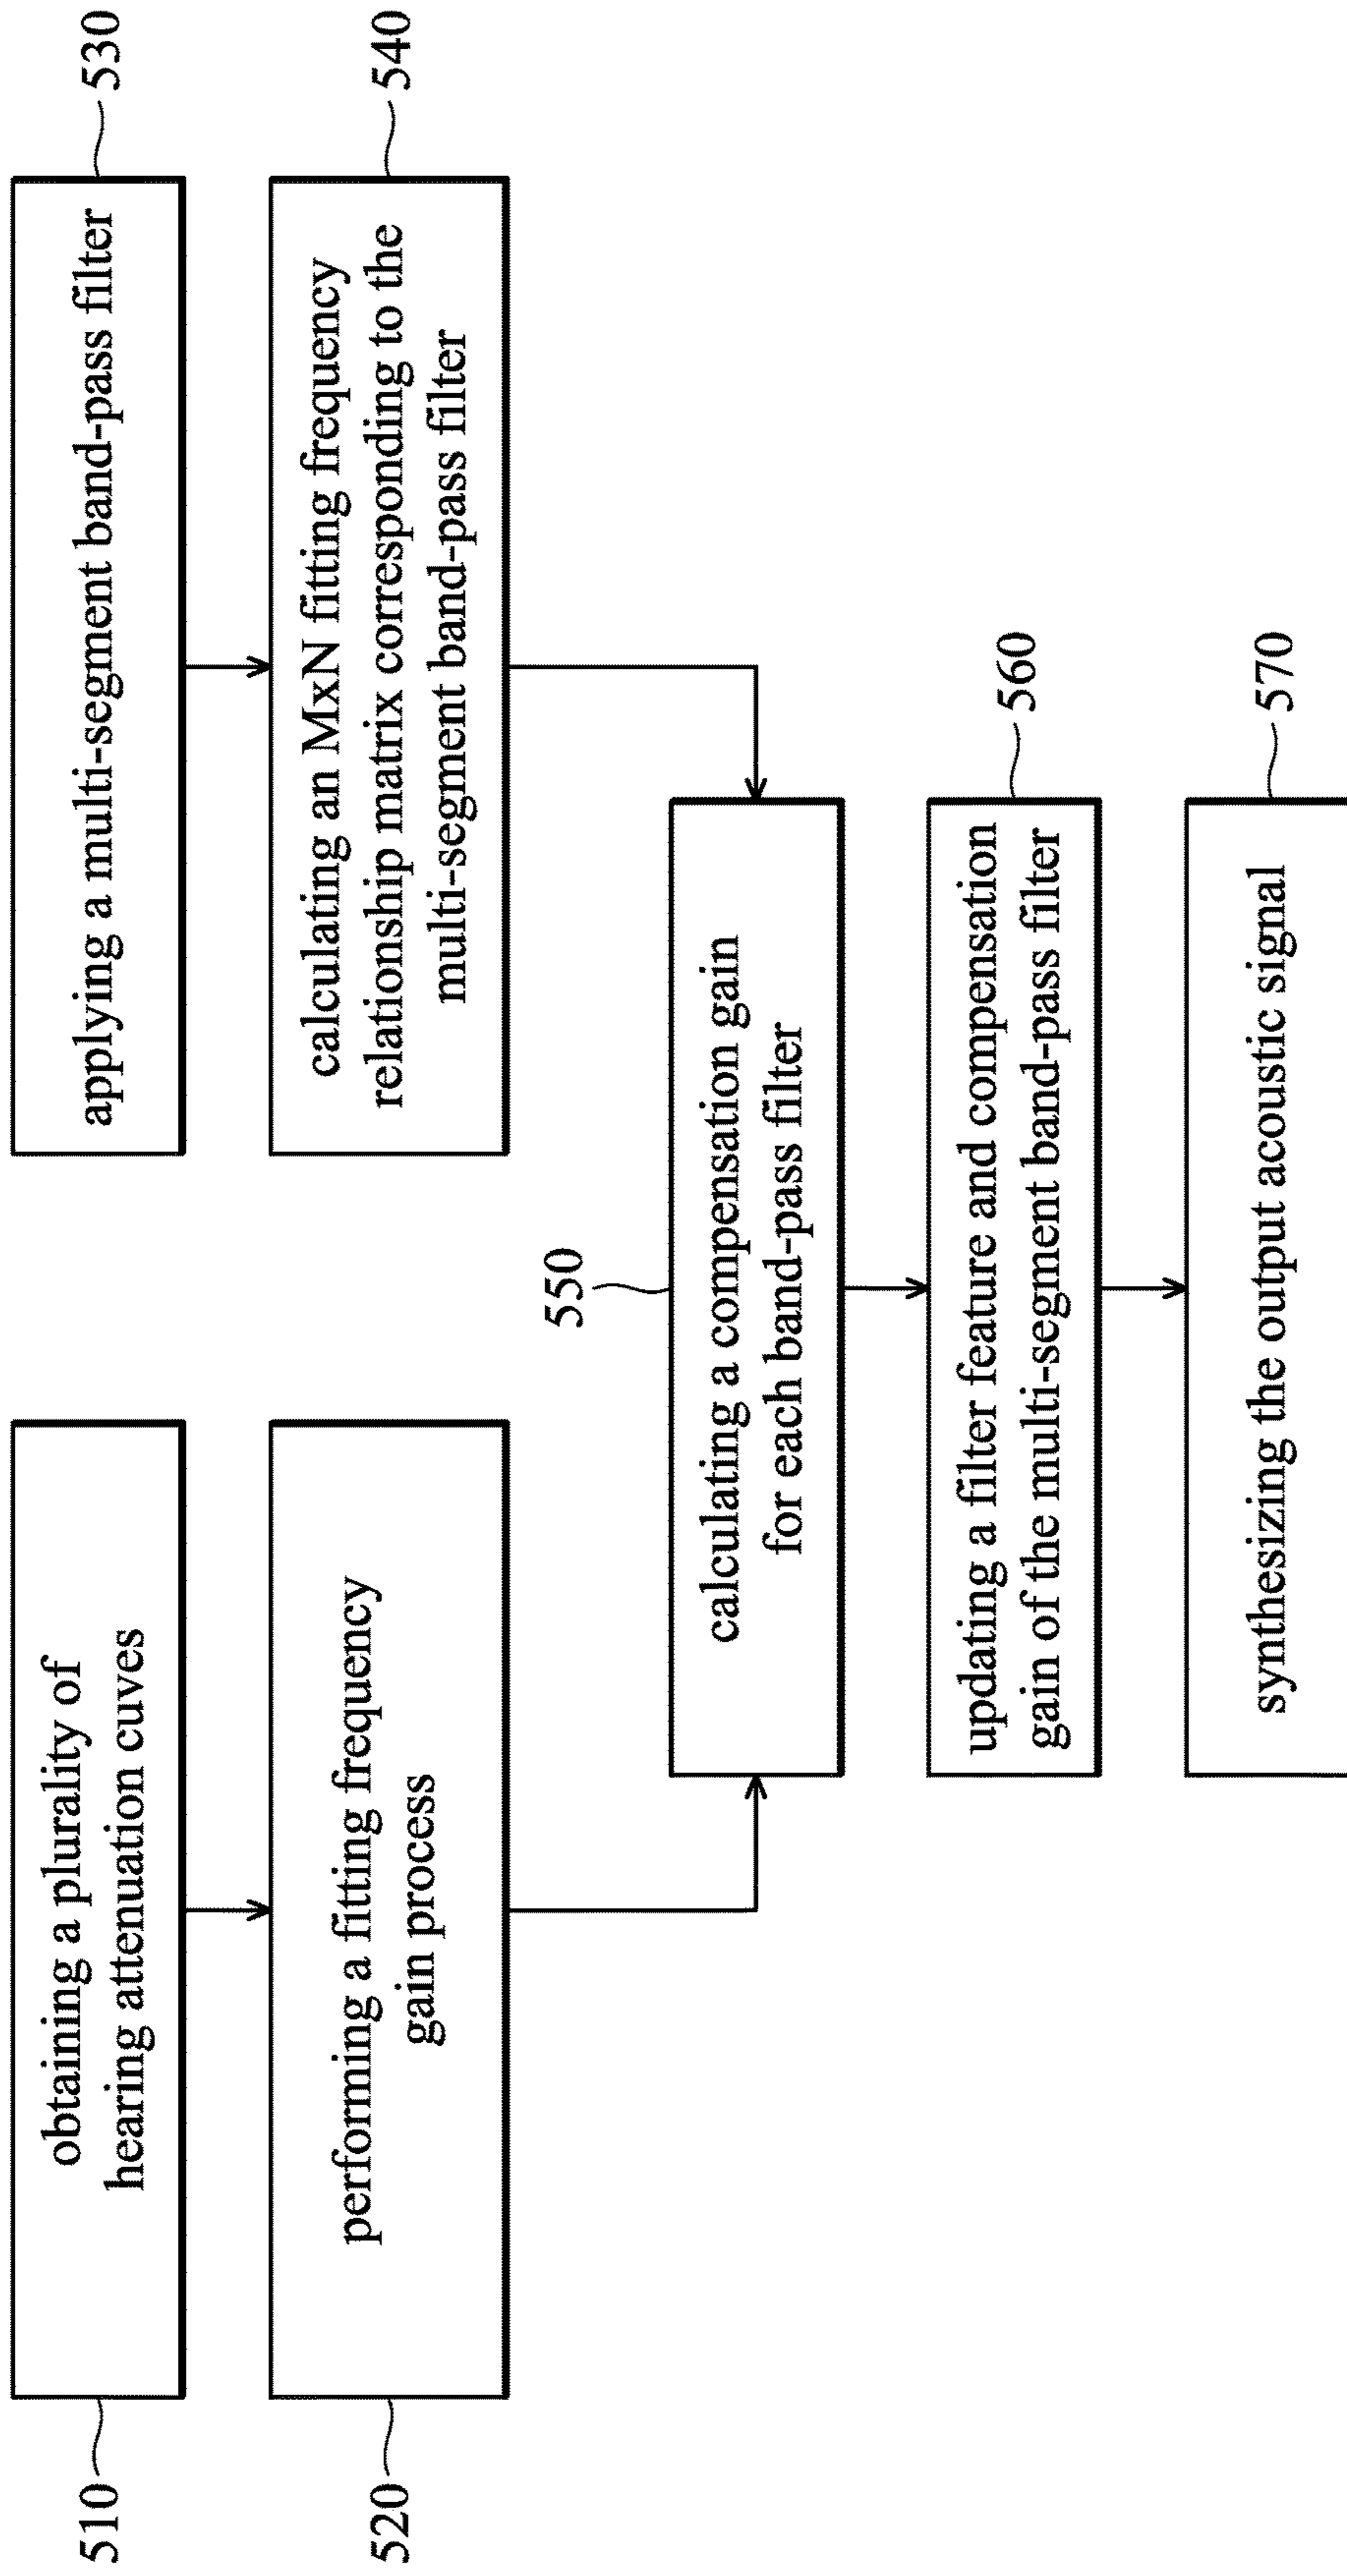 510
obtaining a plurality of
hearing attenuation cuves
520
performing a fitting frequency
gain process
applying a multi-segment band-pass filter
530
calculating an MxN fitting frequency
relationship matrix corresponding to the
multi-segment band-pass filter
540
550
calculating a compensation gain
for each band-pass filter
updating a filter feature and compensation
gain of the multi-segment band-pass filter
560
synthesizing the output acoustic signal
570